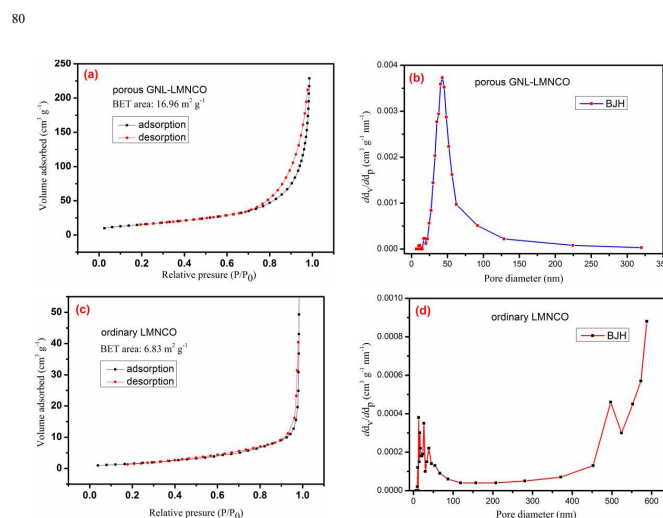 80
(a)
porous GNL-LMNCO
BET area: 16.96 m² g⁻¹
adsorption
desorption
Volume adsorbed (cm³ g⁻¹)
250
200
150
100
50
0
0.0 0.2 0.4 0.6 0.8 1.0
Relative presure (P/P₀)
(b)
porous GNL-LMNCO
BJH
dd_v/dd_p (cm³ g⁻¹ nm⁻¹)
0.004
0.003
0.002
0.001
0.000
0 50 100 150 200 250 300 350
Pore diameter (nm)
(c)
ordinary LMNCO
BET area: 6.83 m² g⁻¹
adsorption
desorption
Volume adsorbed (cm³ g⁻¹)
50
40
30
20
10
0
0.0 0.2 0.4 0.6 0.8 1.0
Relative presure (P/P₀)
(d)
ordinary LMNCO
BJH
dd_v/dd_p (cm³ g⁻¹ nm⁻¹)
0.0010
0.0008
0.0006
0.0004
0.0002
0.0000
0 100 200 300 400 500 600
Pore diameter (nm)